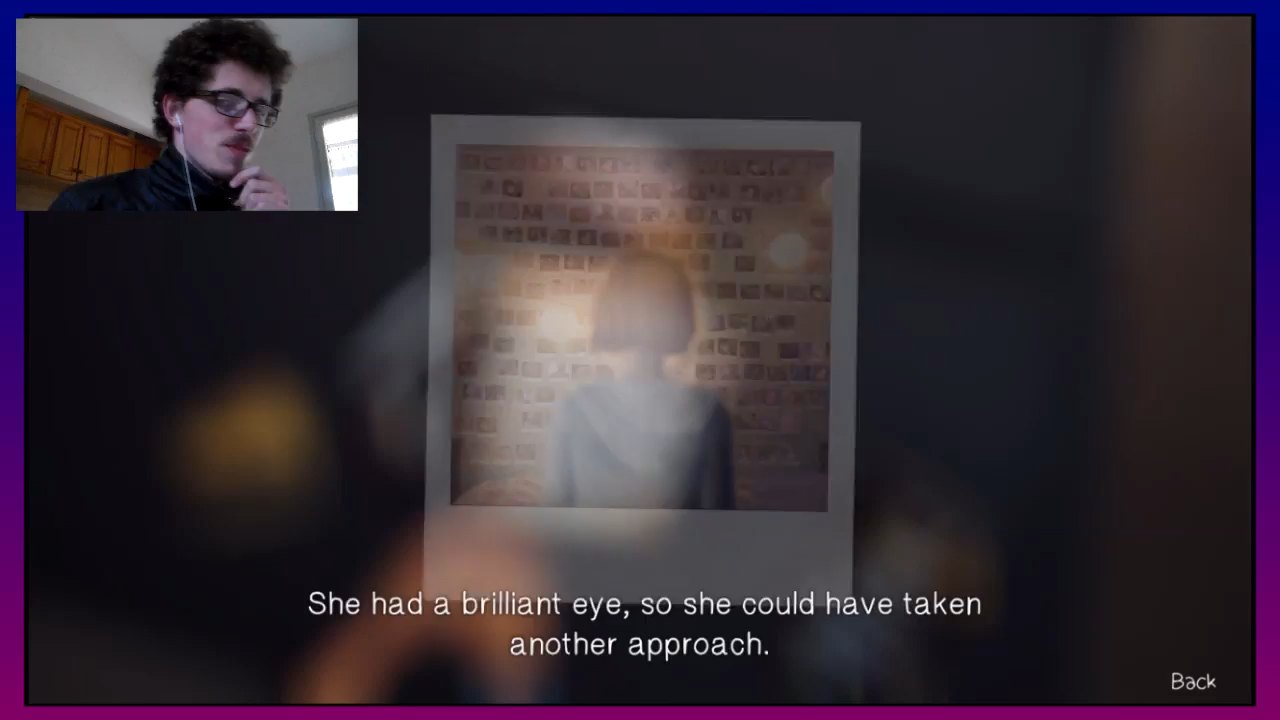 She had a brilliant eye, so she could have taken
another approach.
Back